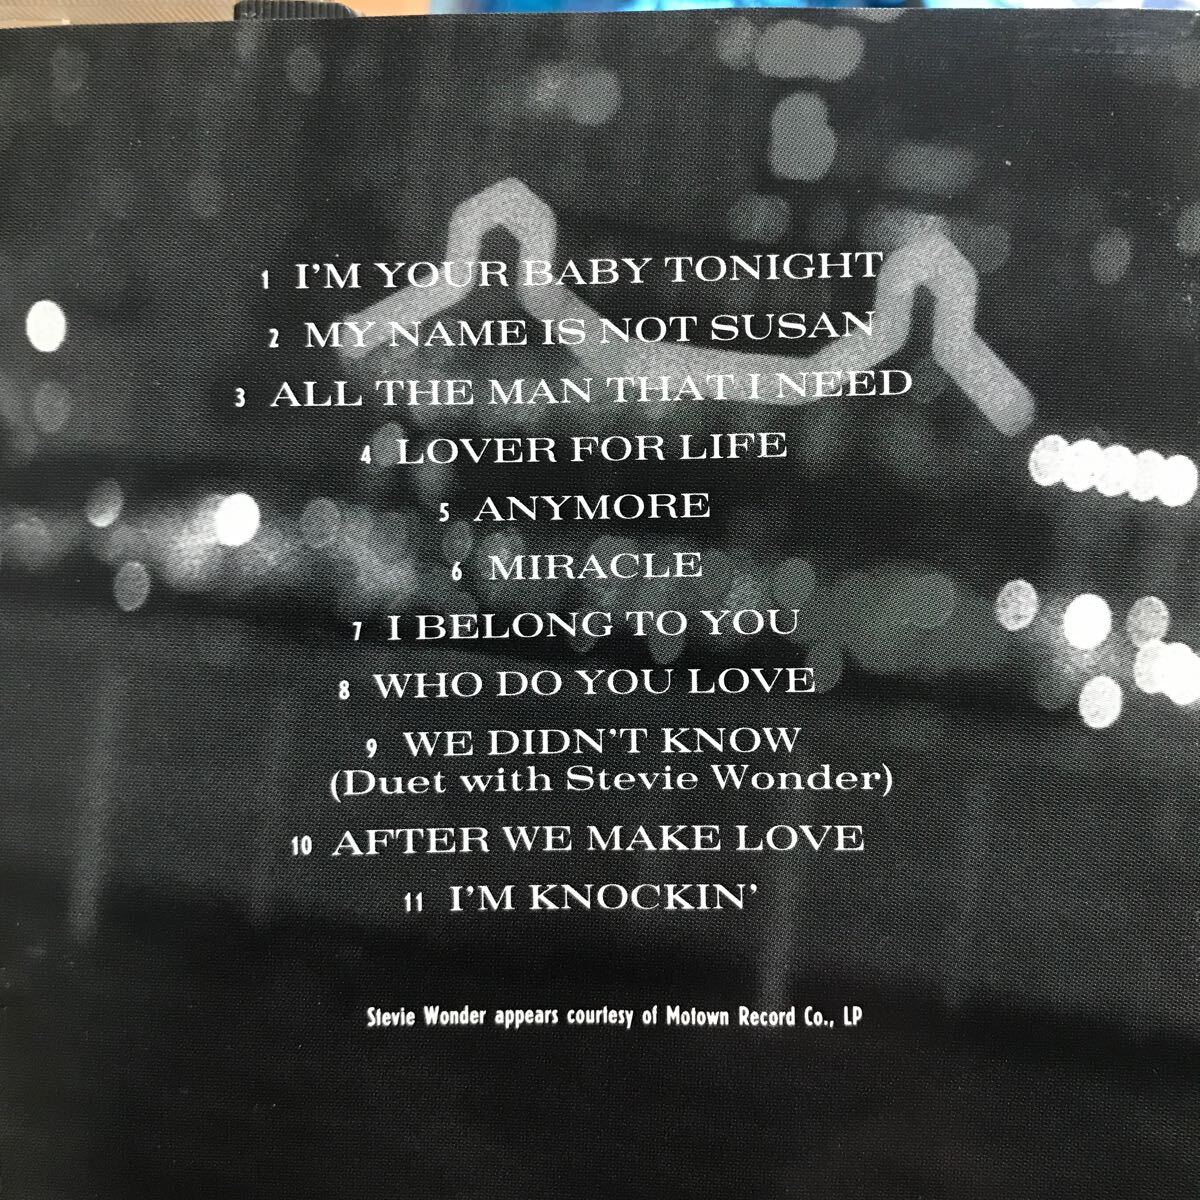 1 I'M YOUR BABY TONIGHT
2 MY NAME IS NOT SUSAN
3 ALL THE MAN THAT I NEED
4 LOVER FOR LIFE
5 ANYMORE
6 MIRACLE
7 I BELONG TO YOU
8 WHO DO YOU LOVE
9 WE DIDN'T KNOW
(Duet with Stevie Wonder)
10 AFTER WE MAKE LOVE
11 I'M KNOCKIN'
Stevie Wonder appears courtesy of Motown Record Co., LP